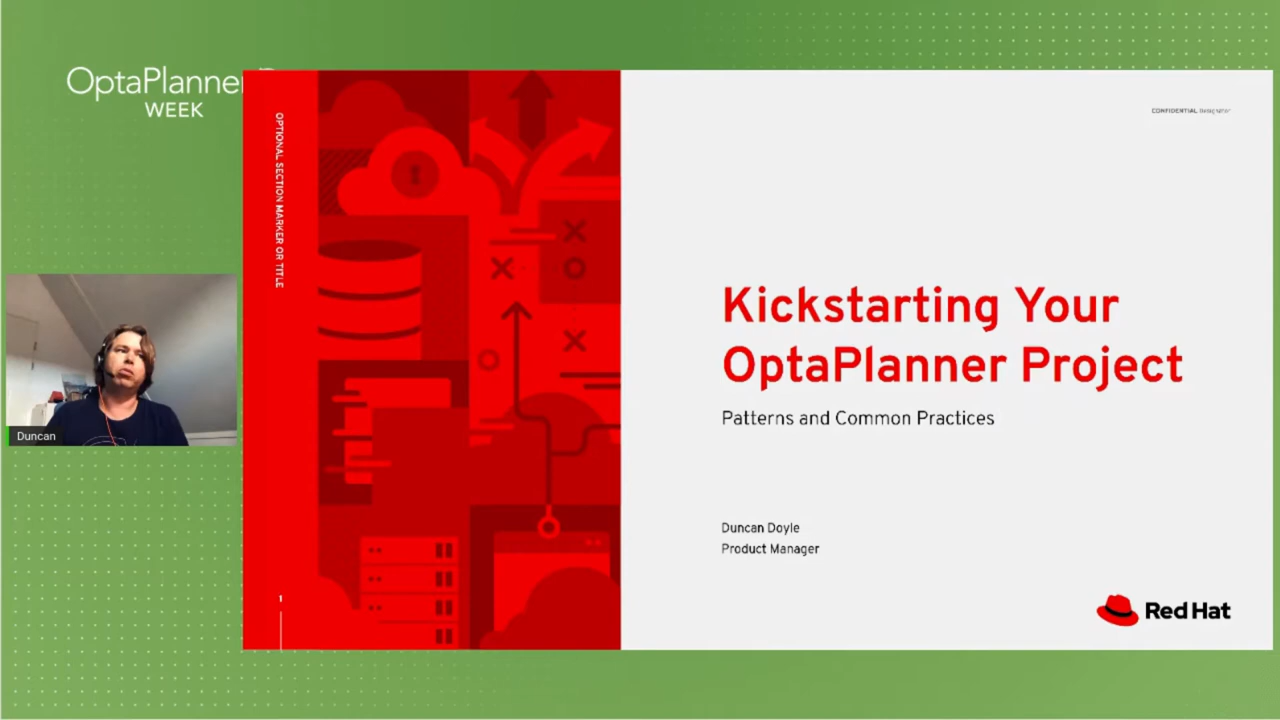 OptaPlanner
WEEK
OPTIONAL SECTION MARKER OR TITLE
CONFIDENTIAL Designator
Kickstarting Your
OptaPlanner Project
Patterns and Common Practices
Duncan
Duncan Doyle
Product Manager
1
Red Hat